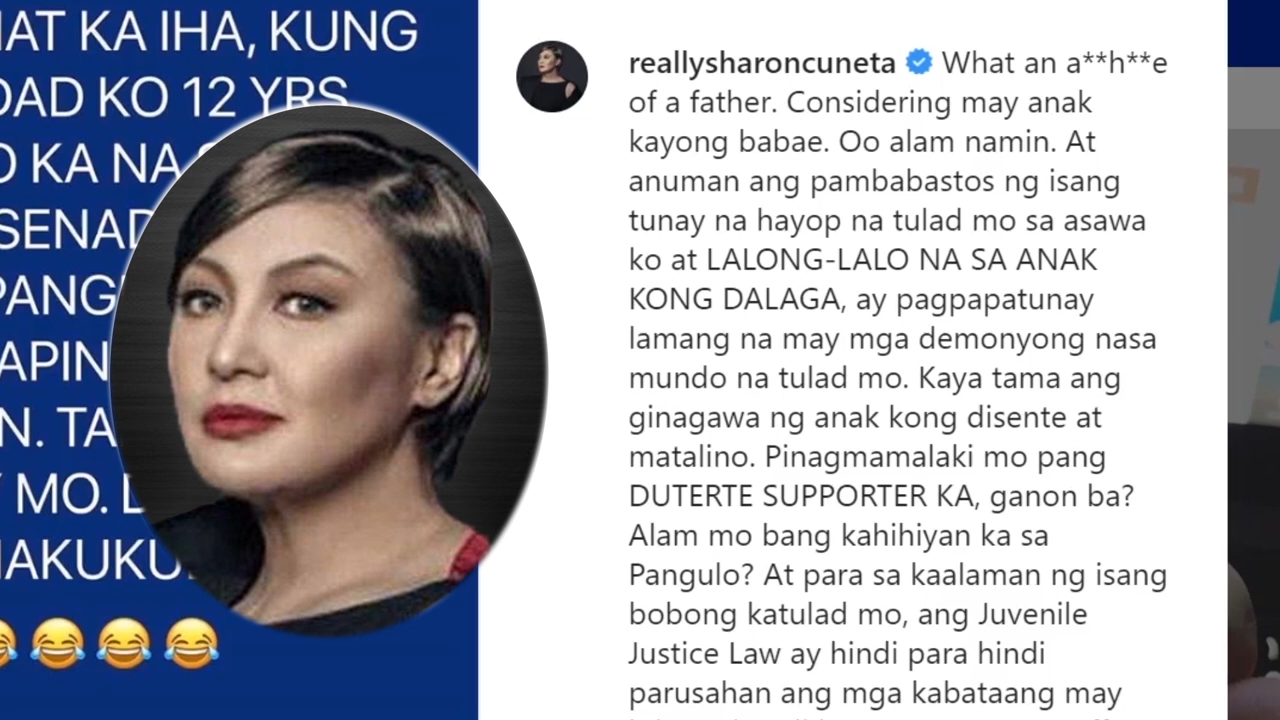 HAT KA IHA, KUNG
DAD KO 12 YRS
O KA NA
SENAD
PANG
APIN
N. TA
MO. D
HAKUKU
reallysharoncuneta What an a**h**e
of a father. Considering may anak
kayong babae. Oo alam namin. At
anuman ang pambabastos ng isang
tunay na hayop na tulad mo sa asawa
ko at LALONG-LALO NA SA ANAK
KONG DALAGA, ay pagpapatunay
lamang na may mga demonyong nasa
mundo na tulad mo. Kaya tama ang
ginagawa ng anak kong disente at
matalino. Pinagmamalaki mo pang
DUTERTE SUPPORTER KA, ganon ba?
Alam mo bang kahihiyan ka sa
Pangulo? At para sa kaalaman ng isang
bobong katulad mo, ang Juvenile
Justice Law ay hindi para hindi
parusahan ang mga kabataang may